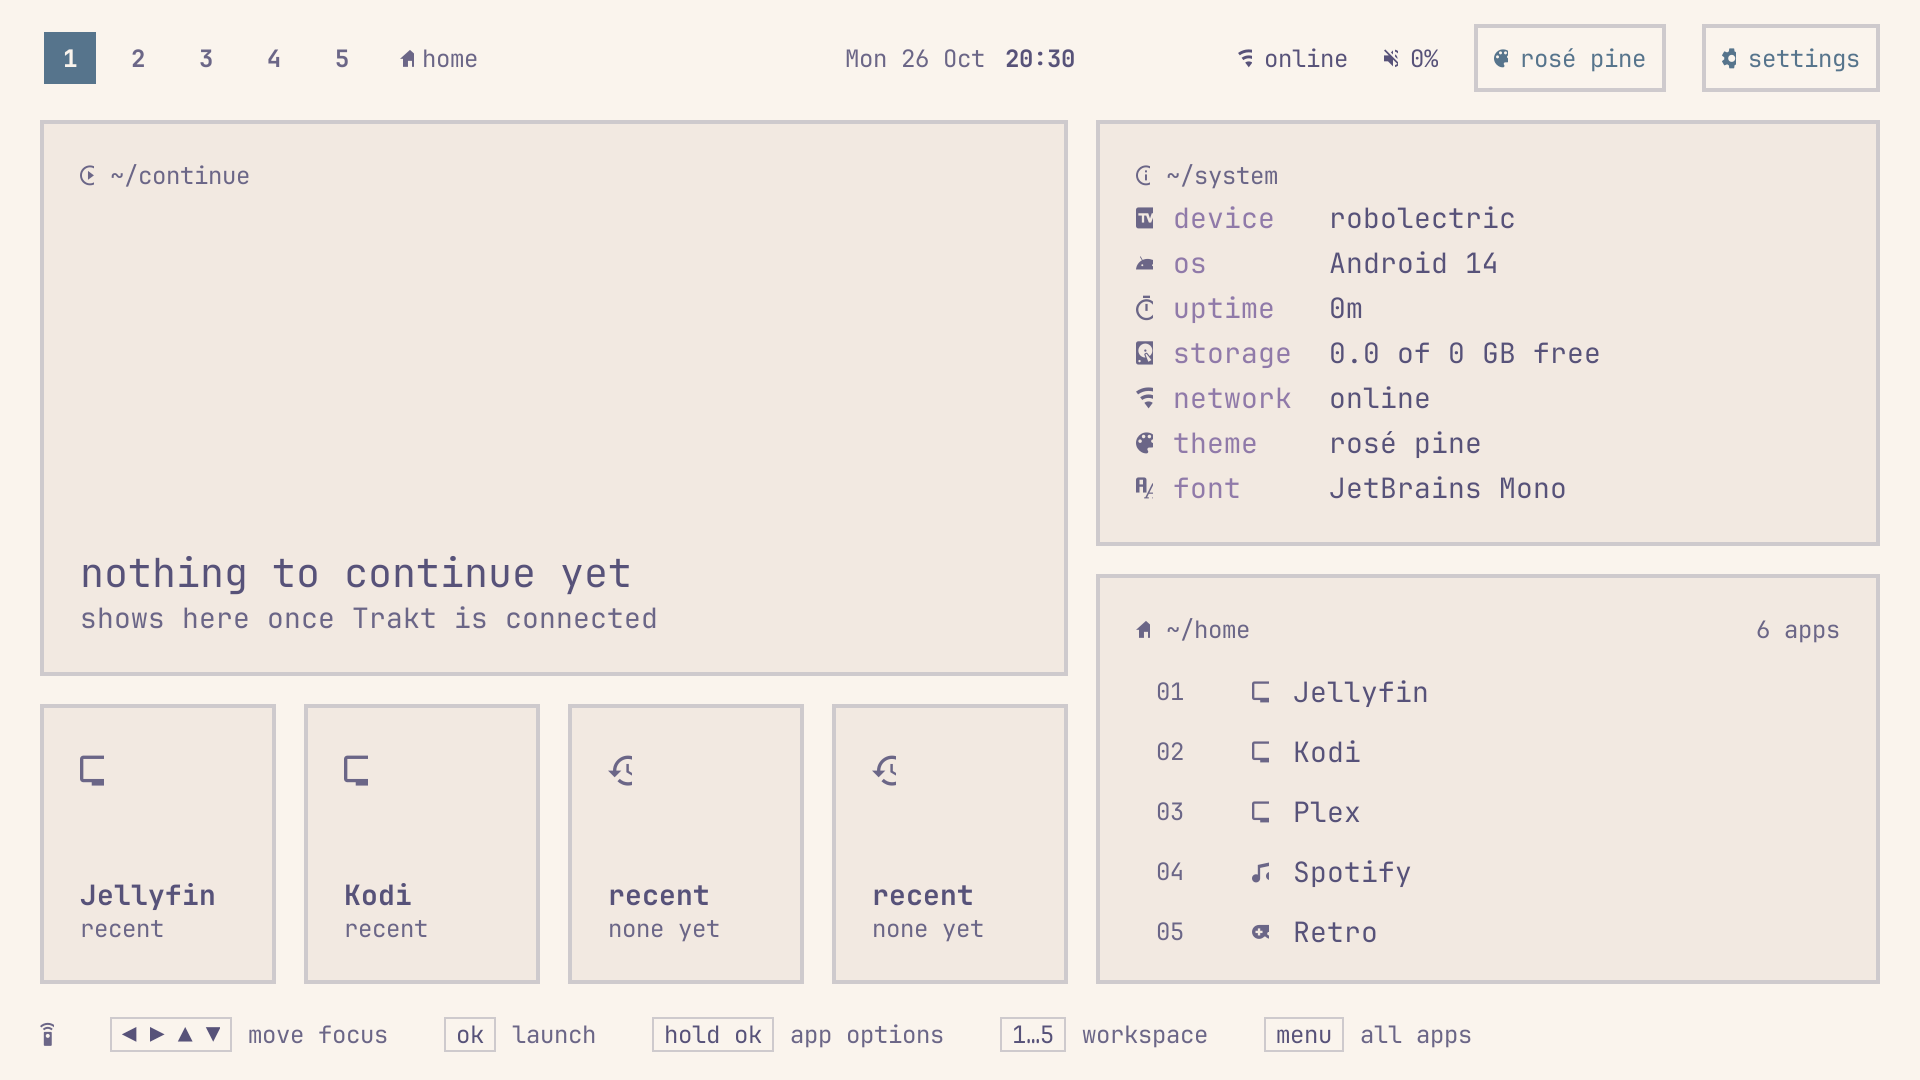 1 2 3 4 5 home Mon 26 Oct 20:30 online 0% rosé pine settings
~/continue
nothing to continue yet
shows here once Trakt is connected
~/system
device robolectric
os Android 14
uptime 0m
storage 0.0 of 0 GB free
network online
theme rosé pine
font JetBrains Mono
Jellyfin
recent
Kodi
recent
recent
none yet
recent
none yet
~/home 6 apps
01 Jellyfin
02 Kodi
03 Plex
04 Spotify
05 Retro
◀ ▶ ▲ ▼ move focus ok launch hold ok app options 1…5 workspace menu all apps